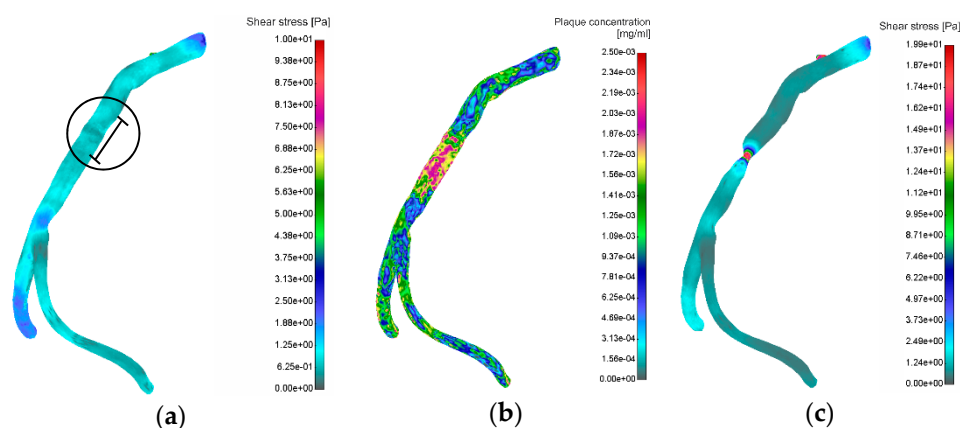 Shear stress [Pa]
1.00e+01
9.38e+00
8.75e+00
8.13e+00
7.50e+00
6.88e+00
6.25e+00
5.63e+00
5.00e+00
4.38e+00
3.75e+00
3.13e+00
2.50e+00
1.88e+00
1.25e+00
6.25e-01
0.00e+00
(a)
Plaque concentration
[mg/ml]
2.50e-03
2.34e-03
2.19e-03
2.03e-03
1.87e-03
1.72e-03
1.56e-03
1.41e-03
1.25e-03
1.09e-03
9.37e-04
7.81e-04
6.25e-04
4.69e-04
3.12e-04
1.56e-04
0.00e+00
(b)
Shear stress [Pa]
1.99e+01
1.87e+01
1.74e+01
1.62e+01
1.49e+01
1.37e+01
1.24e+01
1.12e+01
9.95e+00
8.71e+00
7.46e+00
6.22e+00
4.98e+00
3.73e+00
2.49e+00
1.24e+00
0.00e+00
(c)